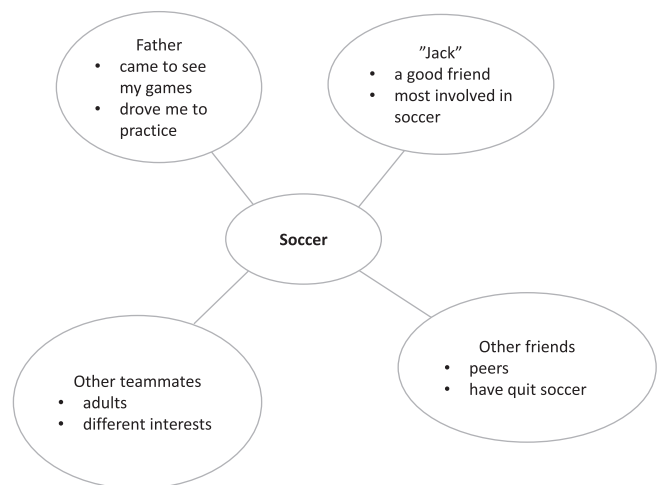 Father
• came to see
my games
• drove me to
practice
”Jack”
• a good friend
• most involved in
soccer
Soccer
Other teammates
• adults
• different interests
Other friends
• peers
• have quit soccer